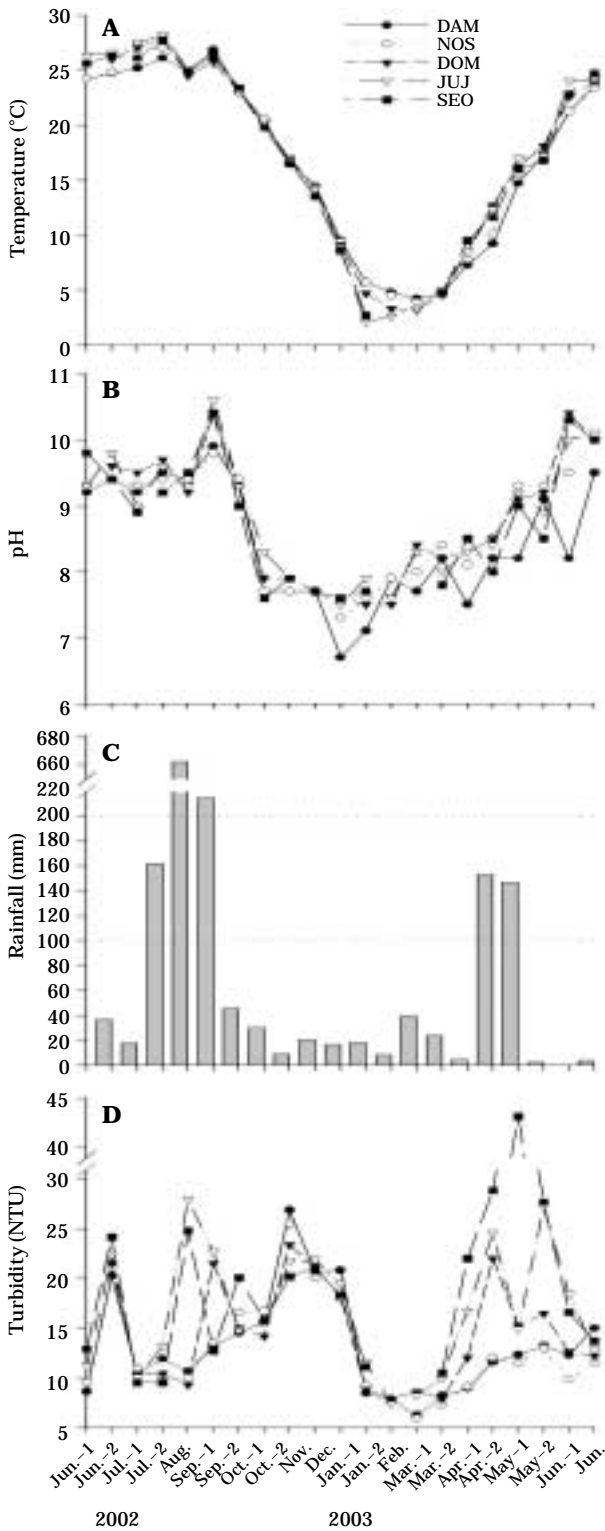 A
DAM
NOS
DOM
JUJ
SEO
Temperature (°C)
30
25
20
15
10
5
0
B
pH
11
10
9
8
7
6
C
Rainfall (mm)
680
660
220
200
180
160
140
120
100
80
60
40
20
0
D
Turbidity (NTU)
45
40
30
25
20
15
10
5
Jun.-1
Jun.-2
Jul.-1
Jul.-2
Aug.
Sep.-1
Sep.-2
Oct.-1
Oct.-2
Nov.
Dec.
Jan.-1
Jan.-2
Feb.
Mar.-1
Mar.-2
Apr.-1
Apr.-2
May-1
May-2
Jun.-1
Jun.
2002
2003